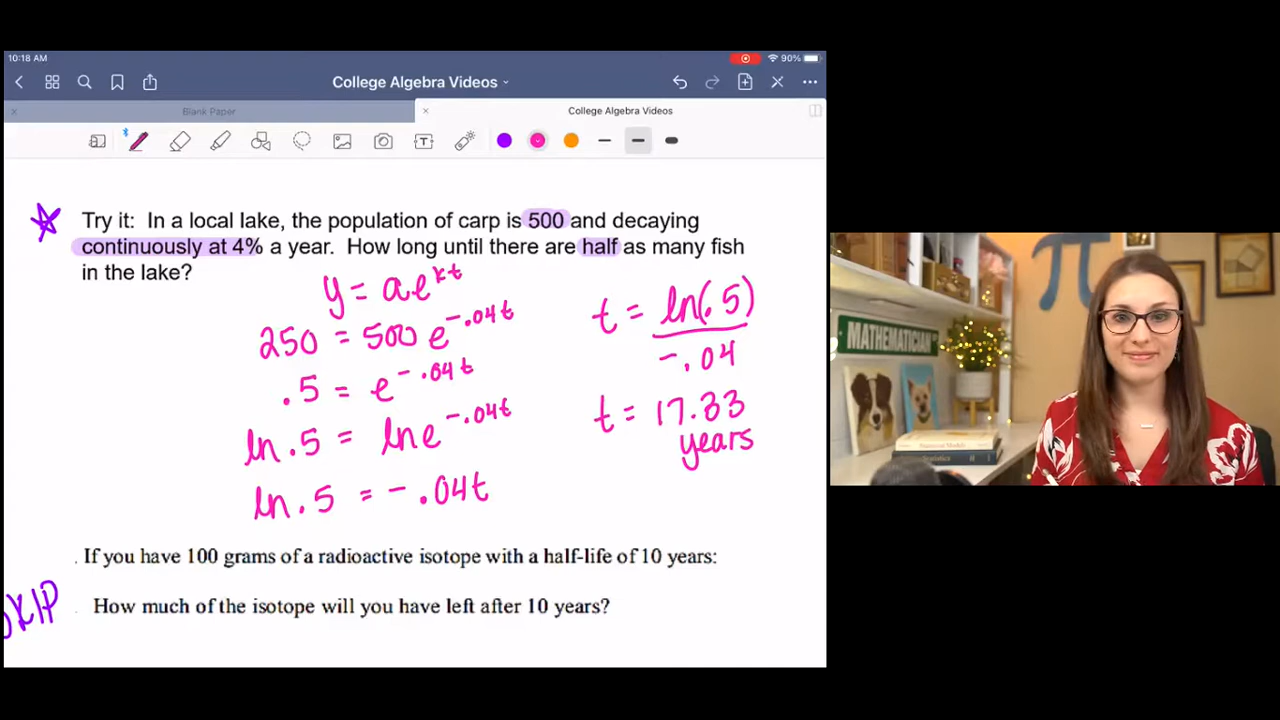 10:18 AM
90%
College Algebra Videos
Blank Paper
College Algebra Videos
Try it: In a local lake, the population of carp is 500 and decaying
continuously at 4% a year. How long until there are half as many fish
in the lake?
y = ae^kt
250 = 500e^-.04t
.5 = e^-.04t
ln.5 = lne^-.04t
ln.5 = -.04t
t = ln(.5)
-.04
t = 17.33
years
If you have 100 grams of a radioactive isotope with a half-life of 10 years:
SKIP
How much of the isotope will you have left after 10 years?
MATHEMATICIAN
Statistics